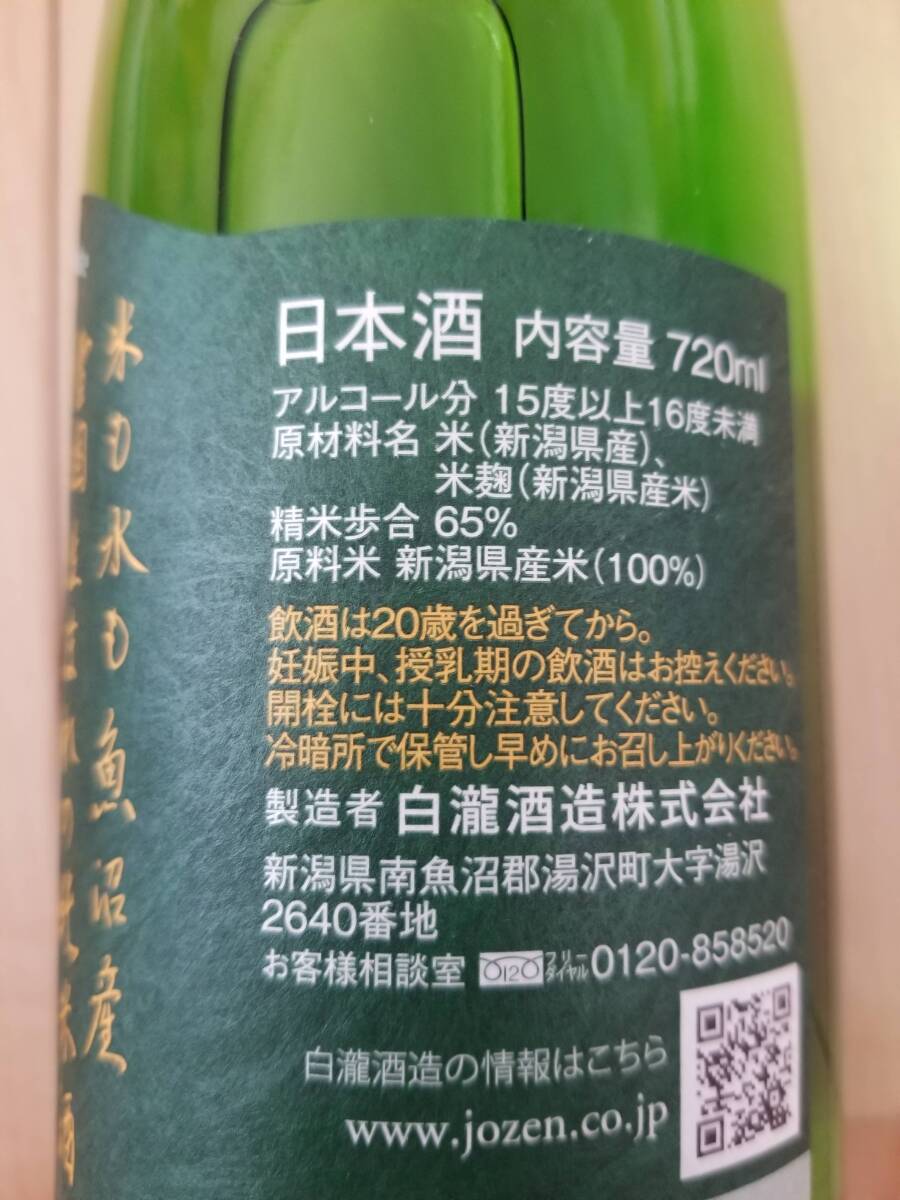 日本酒 内容量 720ml
アルコール分 15度以上16度未満
原材料名 米(新潟県産)、
米麹(新潟県産米)
精米歩合 65%
原料米 新潟県産米(100%)
飲酒は20歳を過ぎてから。
妊娠中、授乳期の飲酒はお控えください。
開栓には十分注意してください。
冷暗所で保管し早めにお召し上がりください。
製造者 白瀧酒造株式会社
新潟県南魚沼郡湯沢町大字湯沢
2640番地
お客様相談室 フリーダイヤル 0120-858520
白瀧酒造の情報はこちら
www.jozen.co.jp
米も水も魚沼産